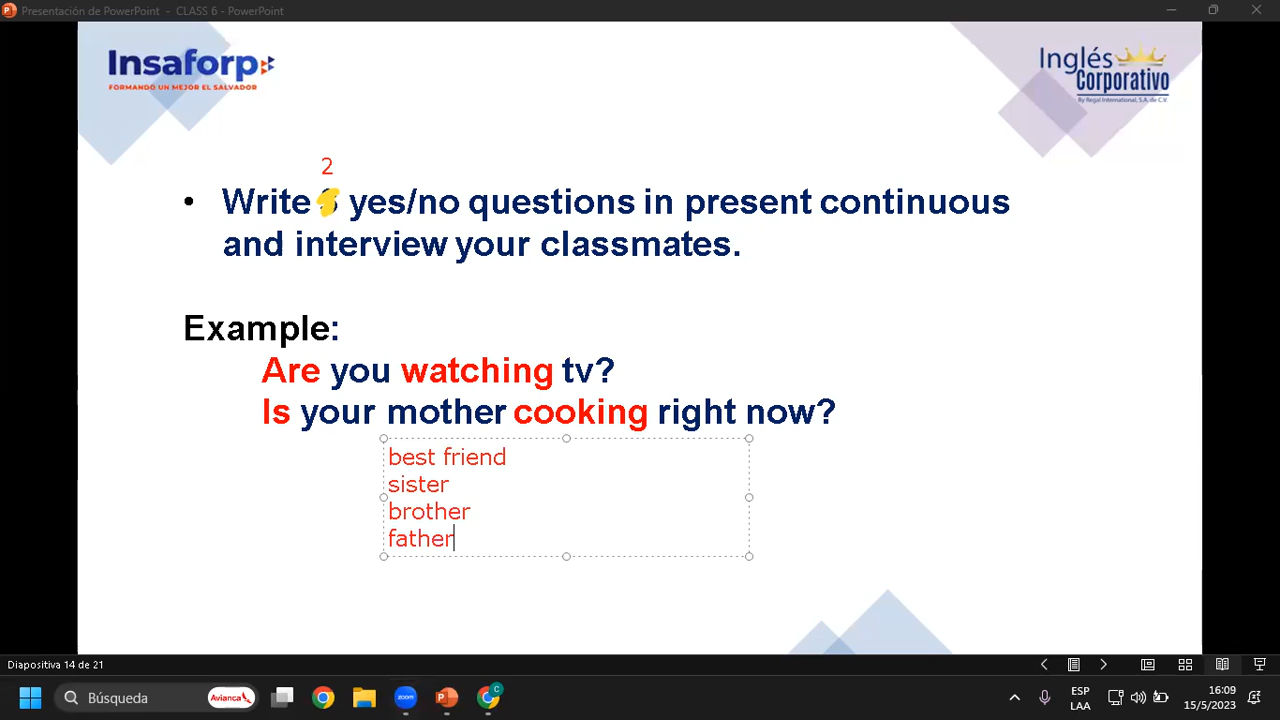 Presentación de PowerPoint - CLASS 6 - PowerPoint
Insaforp
FORMANDO UN MEJOR EL SALVADOR
Inglés
Corporativo
By Regal International, S.A. de C.V.
2
• Write yes/no questions in present continuous
and interview your classmates.
Example:
Are you watching tv?
Is your mother cooking right now?
best friend
sister
brother
father
Diapositiva 14 de 21
Búsqueda
Avianca
zoom
C
ESP
LAA
16:09
15/5/2023